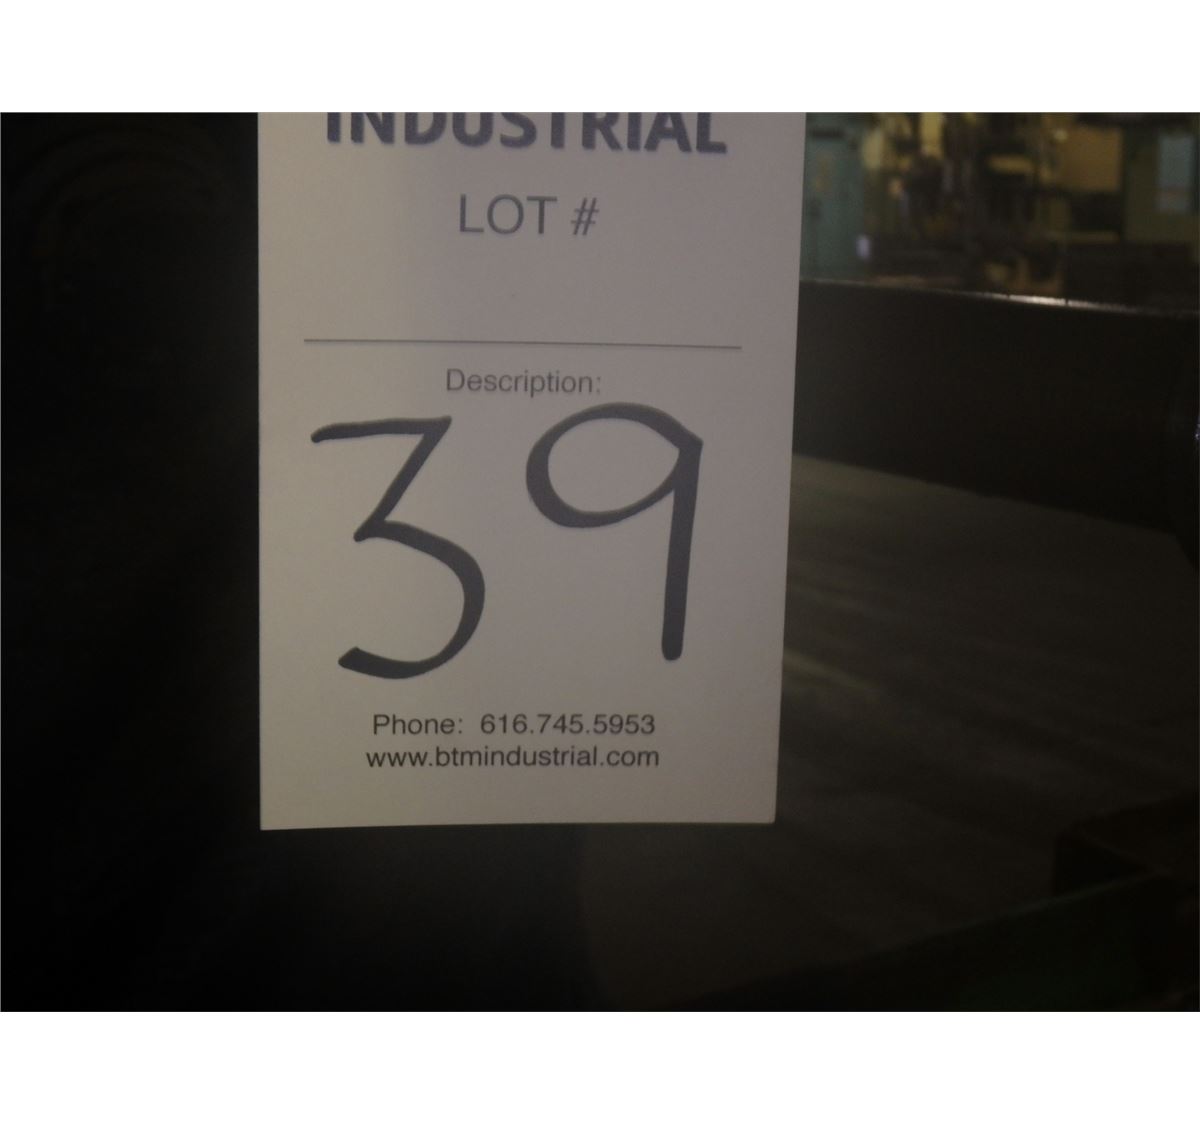 INDUSTRIAL
LOT #
Description:
39
Phone: 616.745.5953
www.btmindustrial.com